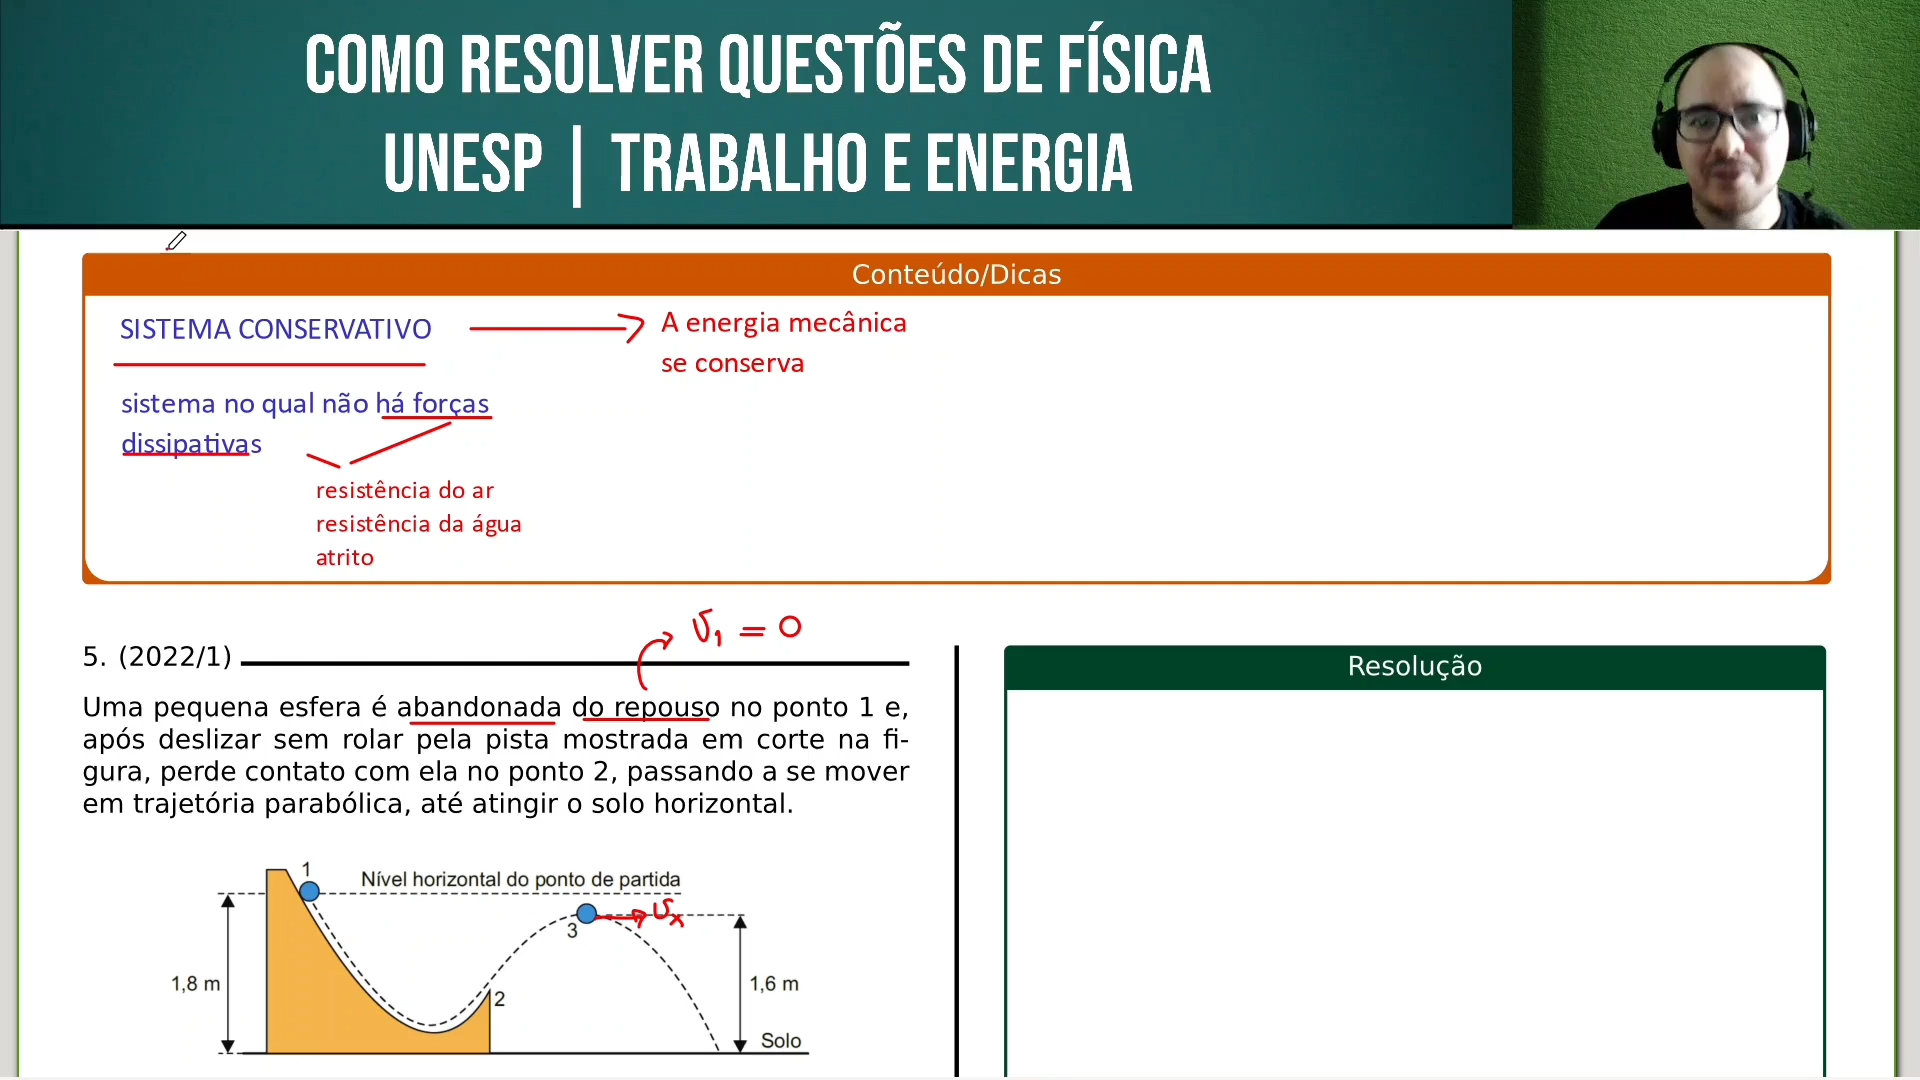 COMO RESOLVER QUESTÕES DE FÍSICA
UNESP | TRABALHO E ENERGIA
Conteúdo/Dicas
SISTEMA CONSERVATIVO
A energia mecânica
se conserva
sistema no qual não há forças
dissipativas
resistência do ar
resistência da água
atrito
v₁ = 0
5. (2022/1)
Uma pequena esfera é abandonada do repouso no ponto 1 e,
após deslizar sem rolar pela pista mostrada em corte na fi-
gura, perde contato com ela no ponto 2, passando a se mover
em trajetória parabólica, até atingir o solo horizontal.
1
Nível horizontal do ponto de partida
vₓ
3
1,8 m
2
1,6 m
Solo
Resolução